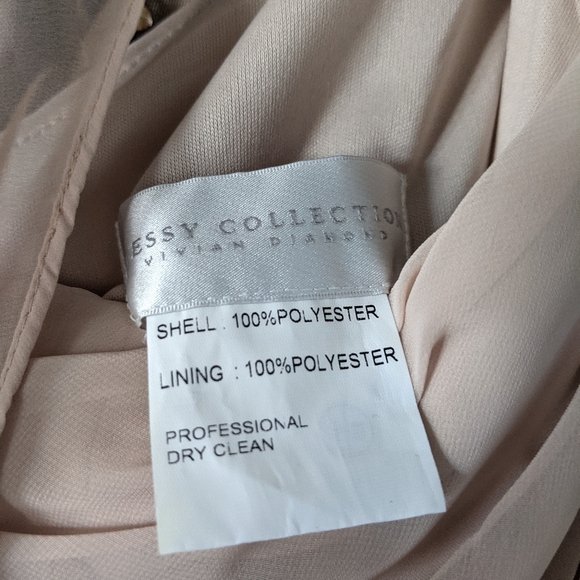 ESSY COLLECTION
VIVIAN DIAMOND
SHELL : 100%POLYESTER
LINING : 100%POLYESTER
PROFESSIONAL
DRY CLEAN